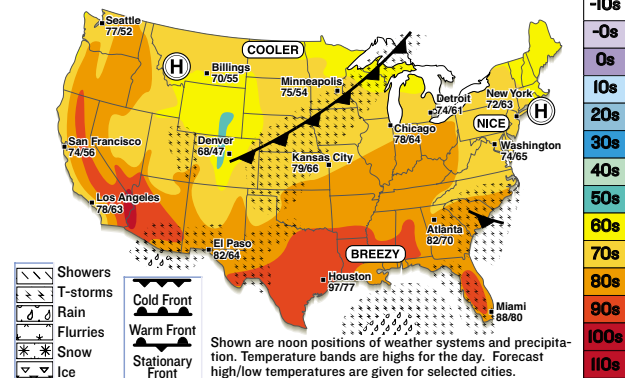 Seattle
77/52
H
COOLER
Billings
70/55
Minneapolis
75/54
Detroit
74/61
New York
72/63
H
NICE
Chicago
78/64
Washington
74/65
San Francisco
74/56
Denver
68/47
Kansas City
79/66
Los Angeles
78/63
El Paso
82/64
Atlanta
82/70
BREEZY
Houston
97/77
Miami
88/80
Showers
T-storms
Rain
Flurries
Snow
Ice
Cold Front
Warm Front
Stationary
Front
Shown are noon positions of weather systems and precipita-
tion. Temperature bands are highs for the day. Forecast
high/low temperatures are given for selected cities.
-10s
-0s
0s
10s
20s
30s
40s
50s
60s
70s
80s
90s
100s
110s